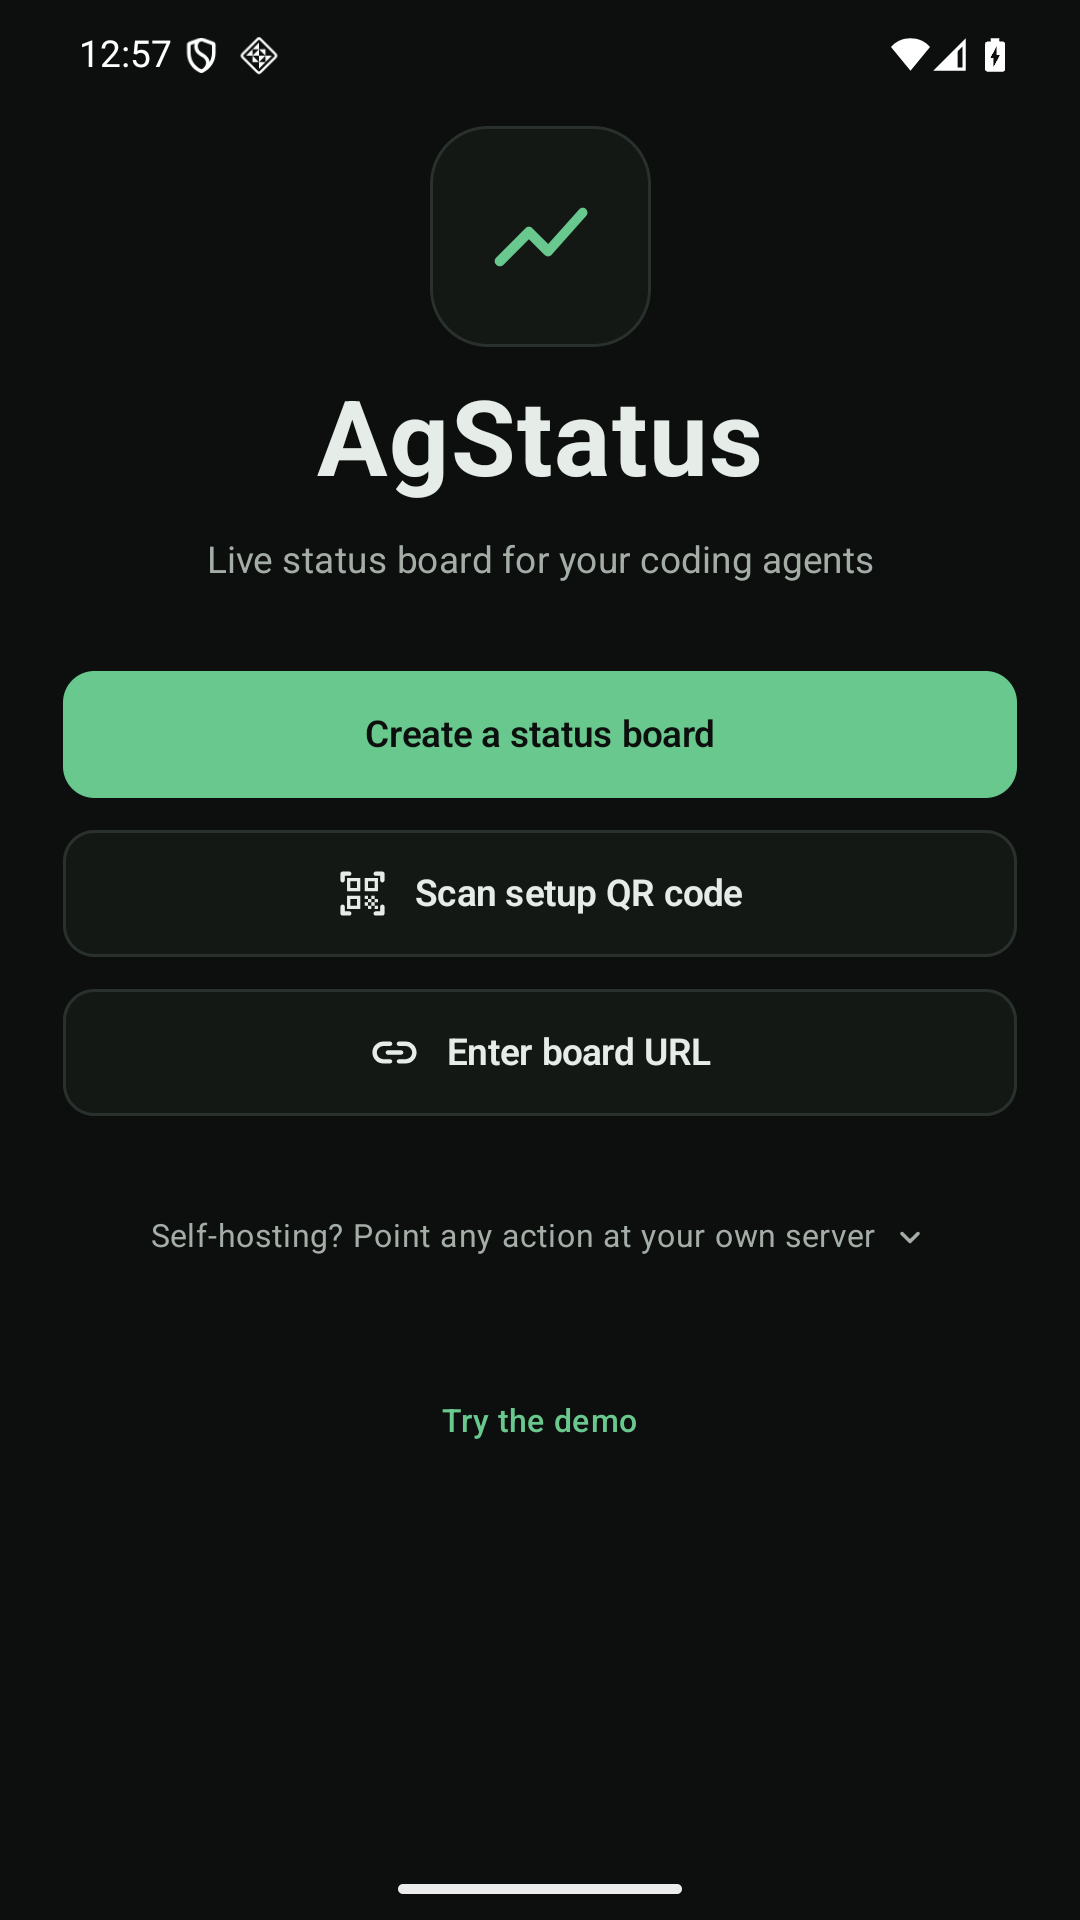 12:57
AgStatus
Live status board for your coding agents
Create a status board
Scan setup QR code
Enter board URL
Self-hosting? Point any action at your own server
Try the demo